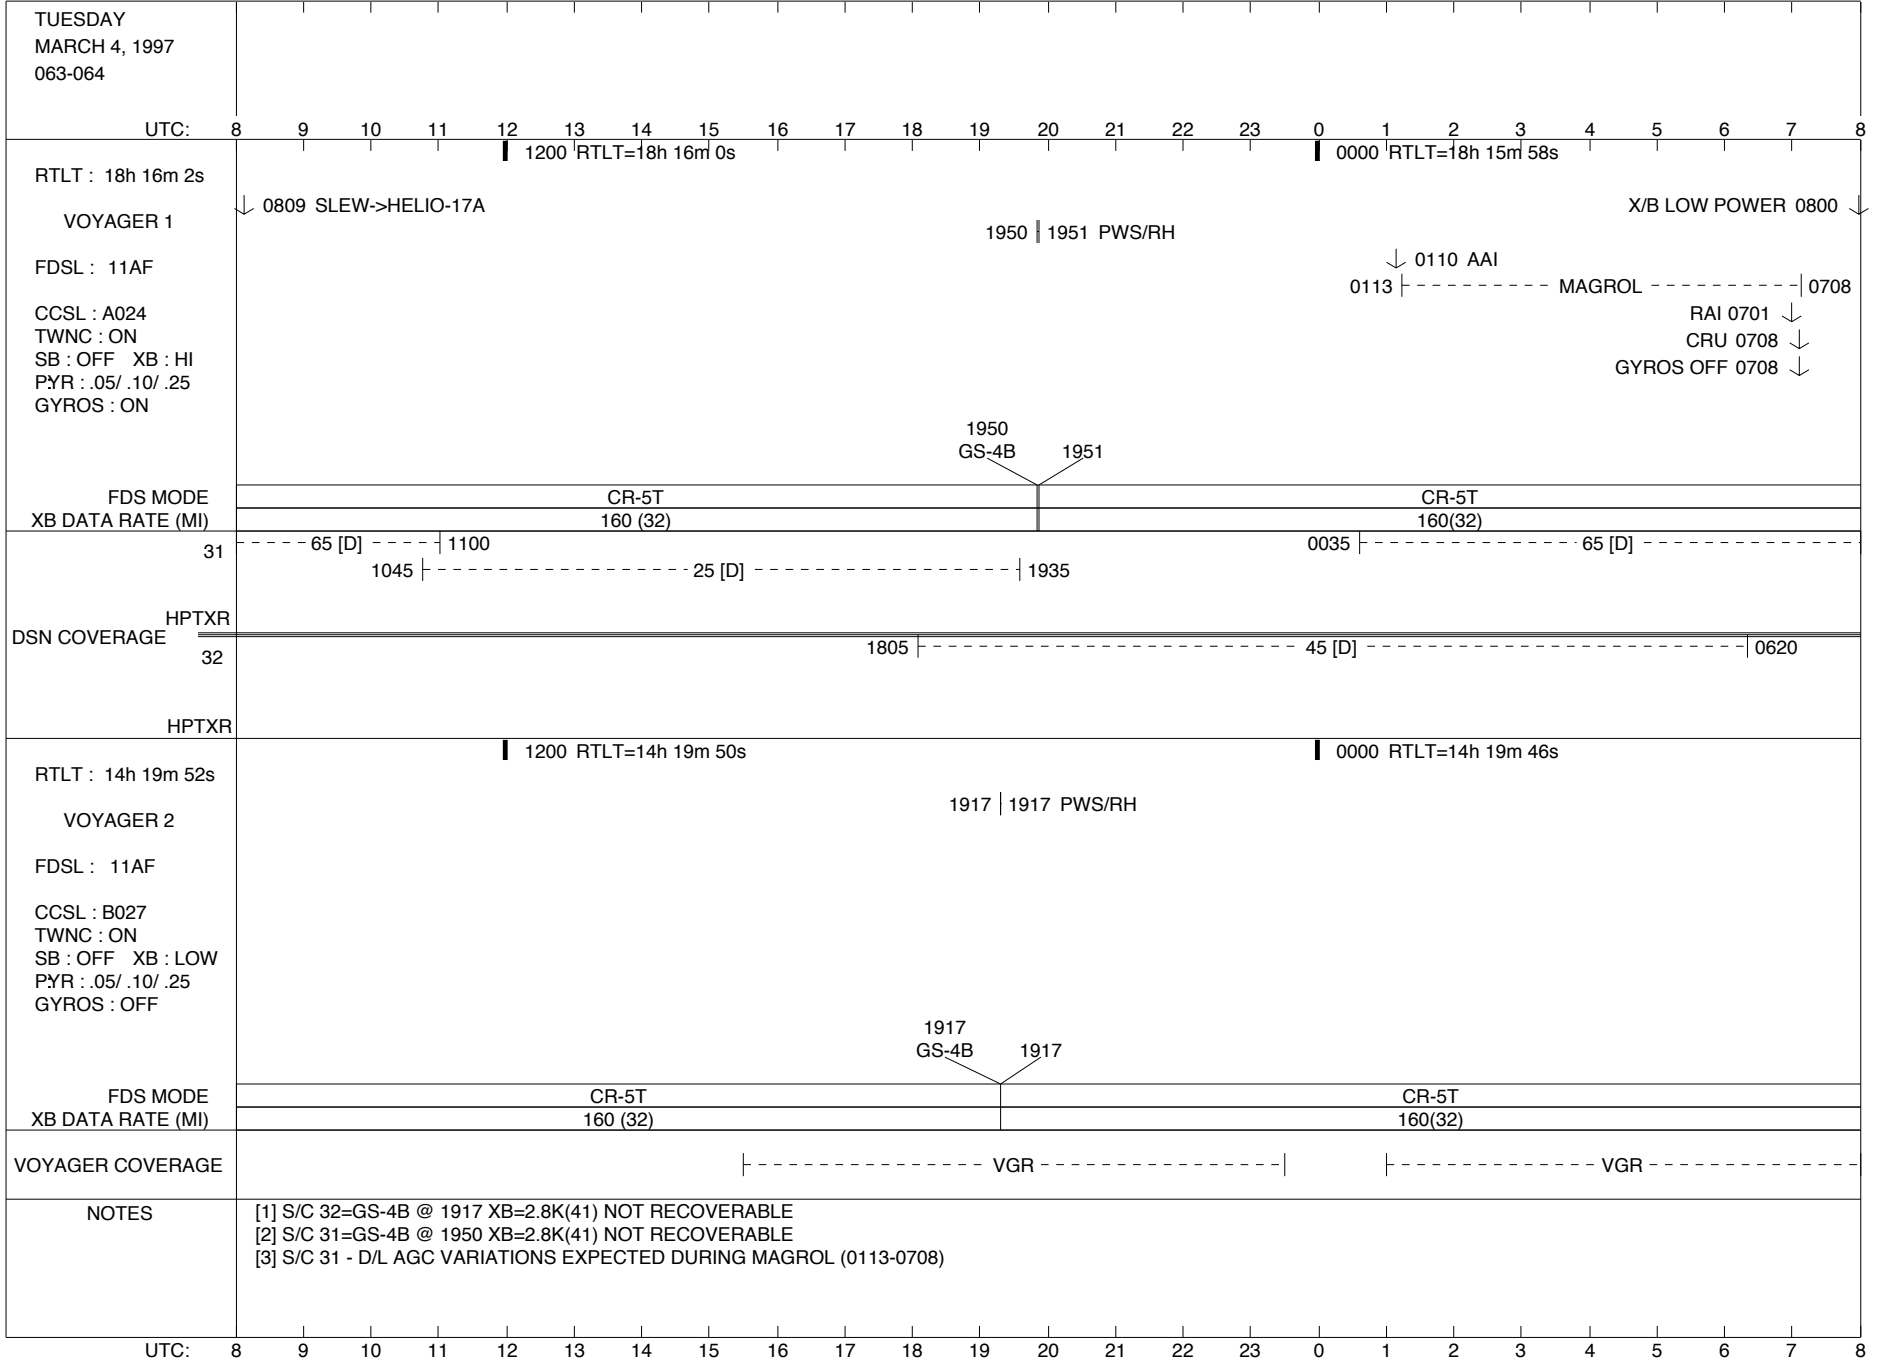 TUESDAY
MARCH 4, 1997
063-064
UTC: 8 9 10 11 12 13 14 15 16 17 18 19 20 21 22 23 0 1 2 3 4 5 6 7 8
1200 RTLT=18h 16m 0s 0000 RTLT=18h 15m 58s
RTLT : 18h 16m 2s
0809 SLEW->HELIO-17A X/B LOW POWER 0800
VOYAGER 1
1950 1951 PWS/RH
0110 AAI
FDSL : 11AF
0113 MAGROL 0708
CCSL : A024
RAI 0701
TWNC : ON
CRU 0708
SB : OFF XB : HI
GYROS OFF 0708
P:YR : .05/ .10/ .25
GYROS : ON
1950
GS-4B 1951
FDS MODE CR-5T CR-5T
XB DATA RATE (MI) 160 (32) 160(32)
31 65 [D] 1100 0035 65 [D]
1045 25 [D] 1935
HPTXR
DSN COVERAGE
32 1805 45 [D] 0620
HPTXR
1200 RTLT=14h 19m 50s 0000 RTLT=14h 19m 46s
RTLT : 14h 19m 52s
1917 1917 PWS/RH
VOYAGER 2
FDSL : 11AF
CCSL : B027
TWNC : ON
SB : OFF XB : LOW
P:YR : .05/ .10/ .25
GYROS : OFF
1917
GS-4B 1917
FDS MODE CR-5T CR-5T
XB DATA RATE (MI) 160 (32) 160(32)
VOYAGER COVERAGE VGR VGR
NOTES [1] S/C 32=GS-4B @ 1917 XB=2.8K(41) NOT RECOVERABLE
[2] S/C 31=GS-4B @ 1950 XB=2.8K(41) NOT RECOVERABLE
[3] S/C 31 - D/L AGC VARIATIONS EXPECTED DURING MAGROL (0113-0708)
UTC: 8 9 10 11 12 13 14 15 16 17 18 19 20 21 22 23 0 1 2 3 4 5 6 7 8